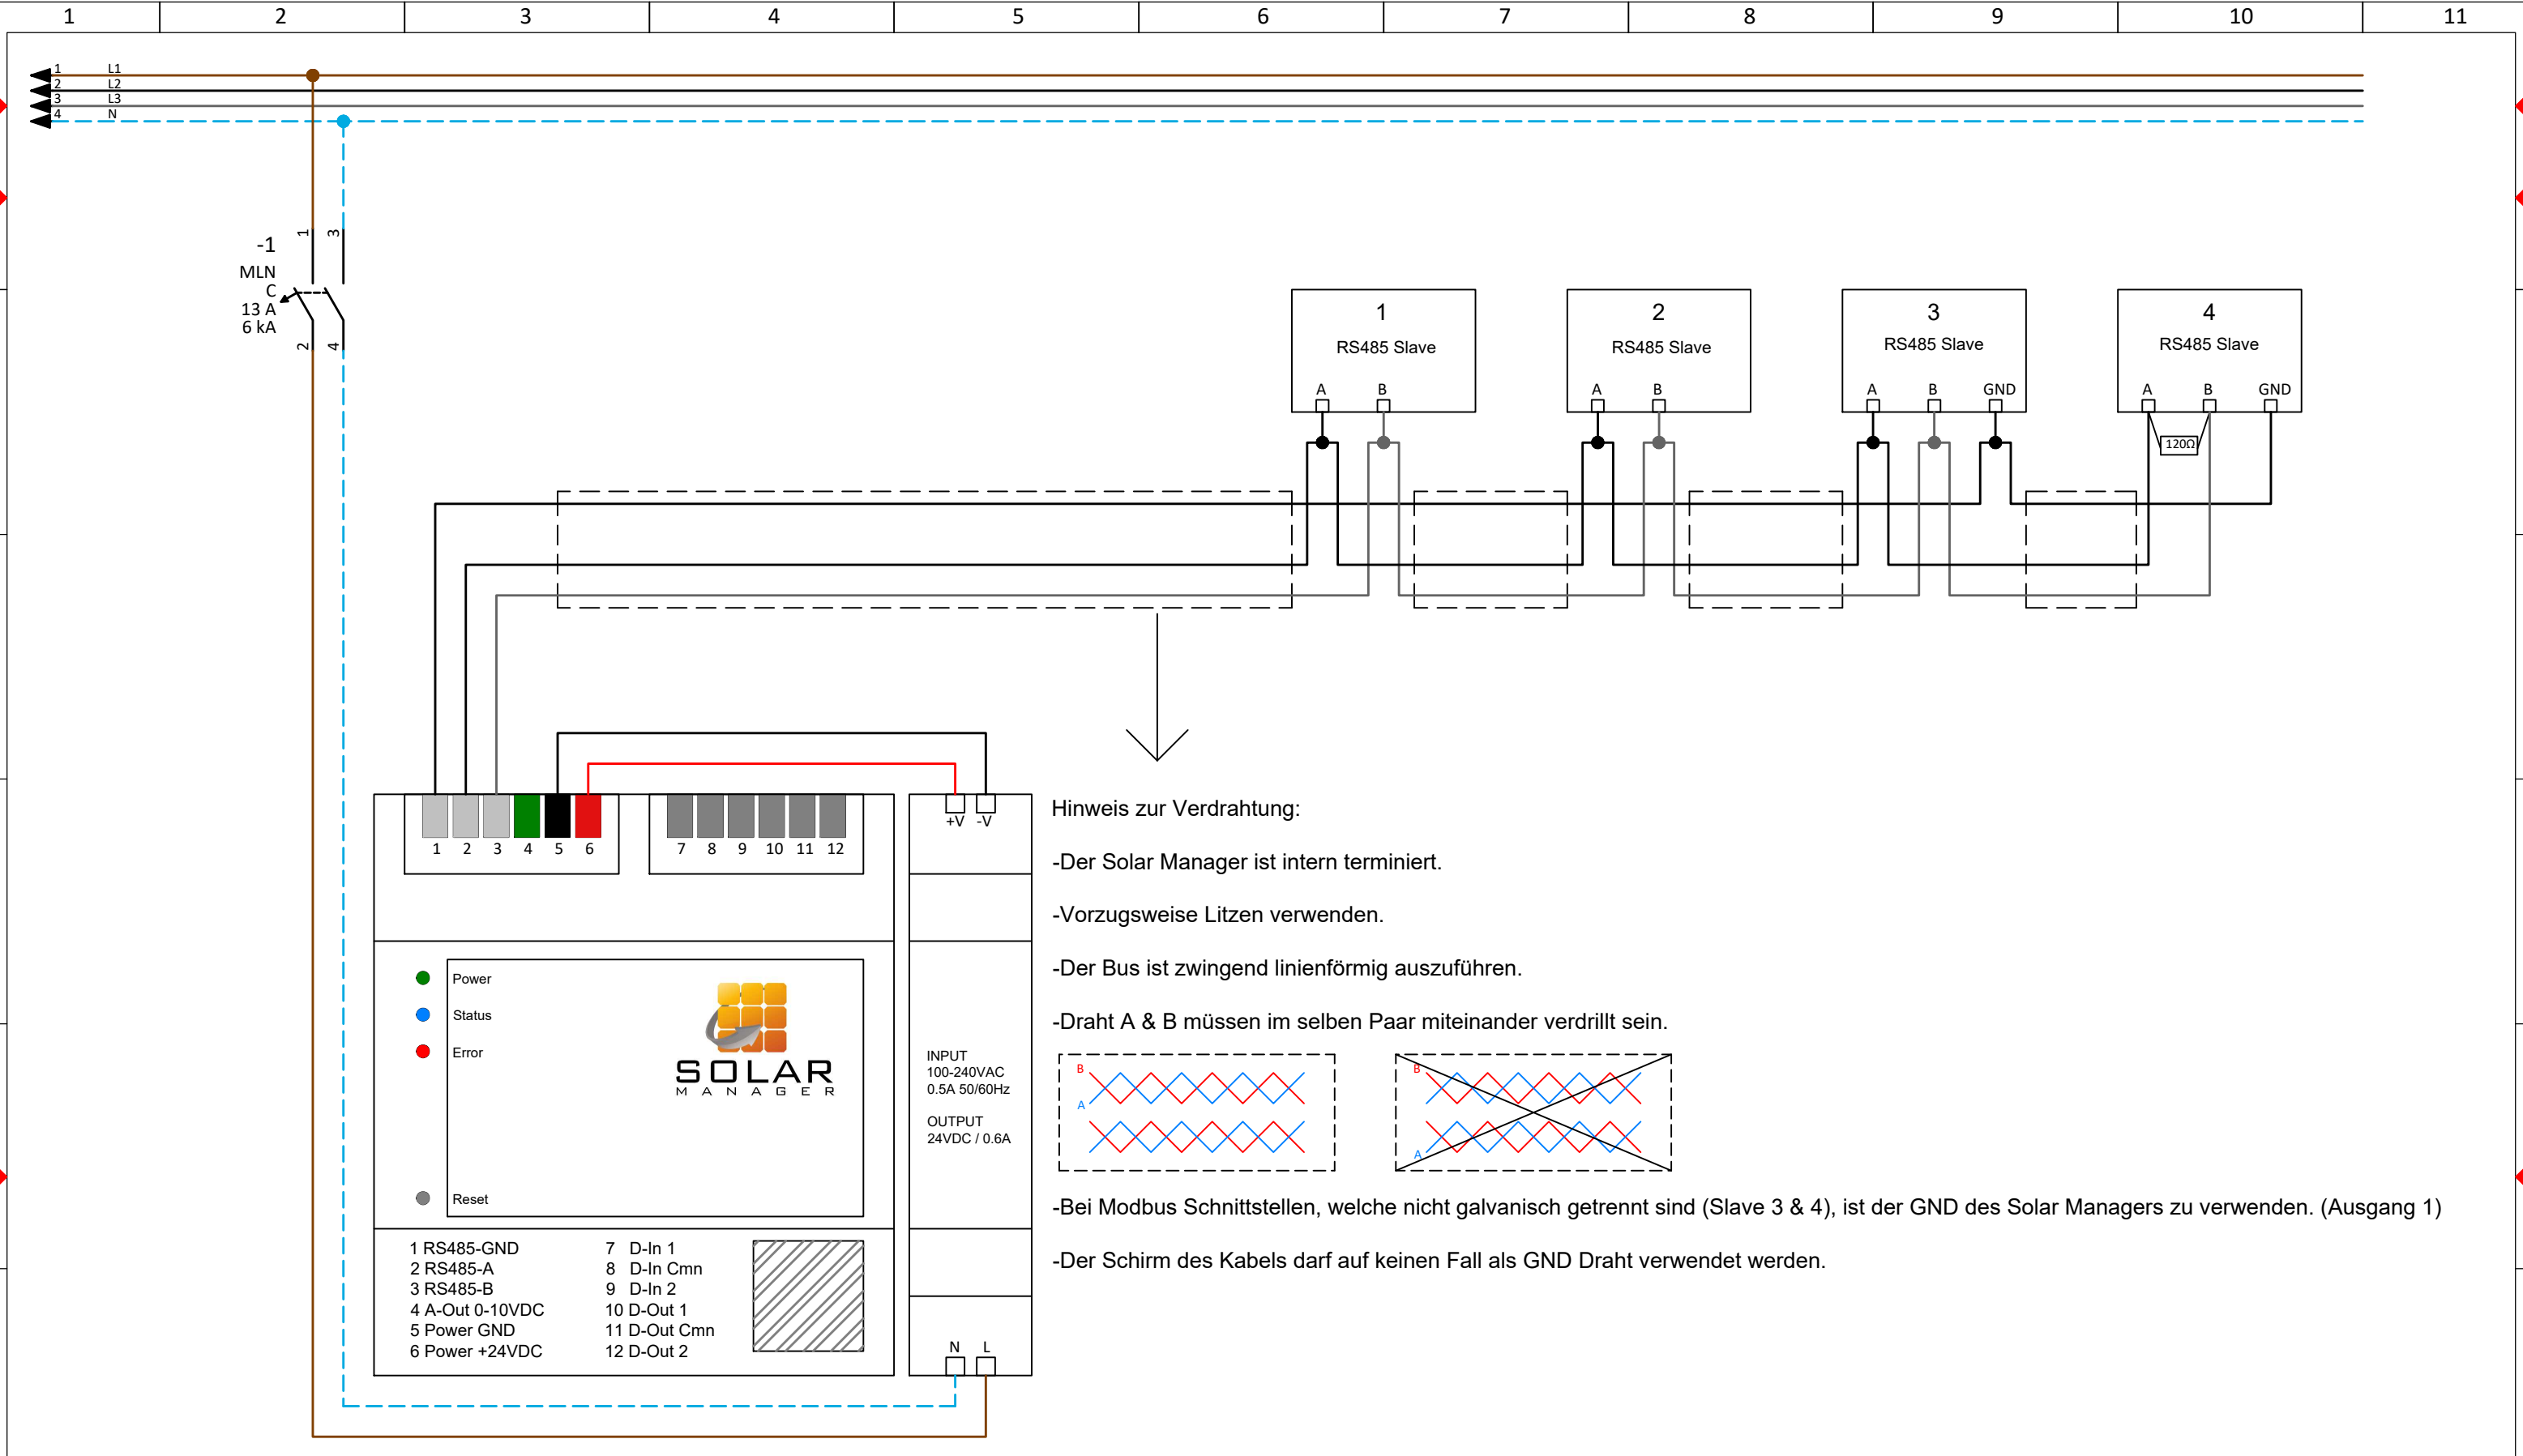 1 2 3 4 5 6 7 8 9 10 11
1 L1
2 L2
3 L3
4 N
-1
MLN
C
13 A
6 kA
1 3
2 4
1
RS485 Slave
A B
2
RS485 Slave
A B
3
RS485 Slave
A B GND
4
RS485 Slave
A B GND
120Ω
1 2 3 4 5 6
7 8 9 10 11 12
+V -V
Power
Status
Error
Reset
SOLAR
MANAGER
INPUT
100-240VAC
0.5A 50/60Hz
OUTPUT
24VDC / 0.6A
1 RS485-GND
2 RS485-A
3 RS485-B
4 A-Out 0-10VDC
5 Power GND
6 Power +24VDC
7 D-In 1
8 D-In Cmn
9 D-In 2
10 D-Out 1
11 D-Out Cmn
12 D-Out 2
N L
Hinweis zur Verdrahtung:
-Der Solar Manager ist intern terminiert.
-Vorzugsweise Litzen verwenden.
-Der Bus ist zwingend linienförmig auszuführen.
-Draht A & B müssen im selben Paar miteinander verdrillt sein.
B
A
B
A
-Bei Modbus Schnittstellen, welche nicht galvanisch getrennt sind (Slave 3 & 4), ist der GND des Solar Managers zu verwenden. (Ausgang 1)
-Der Schirm des Kabels darf auf keinen Fall als GND Draht verwendet werden.